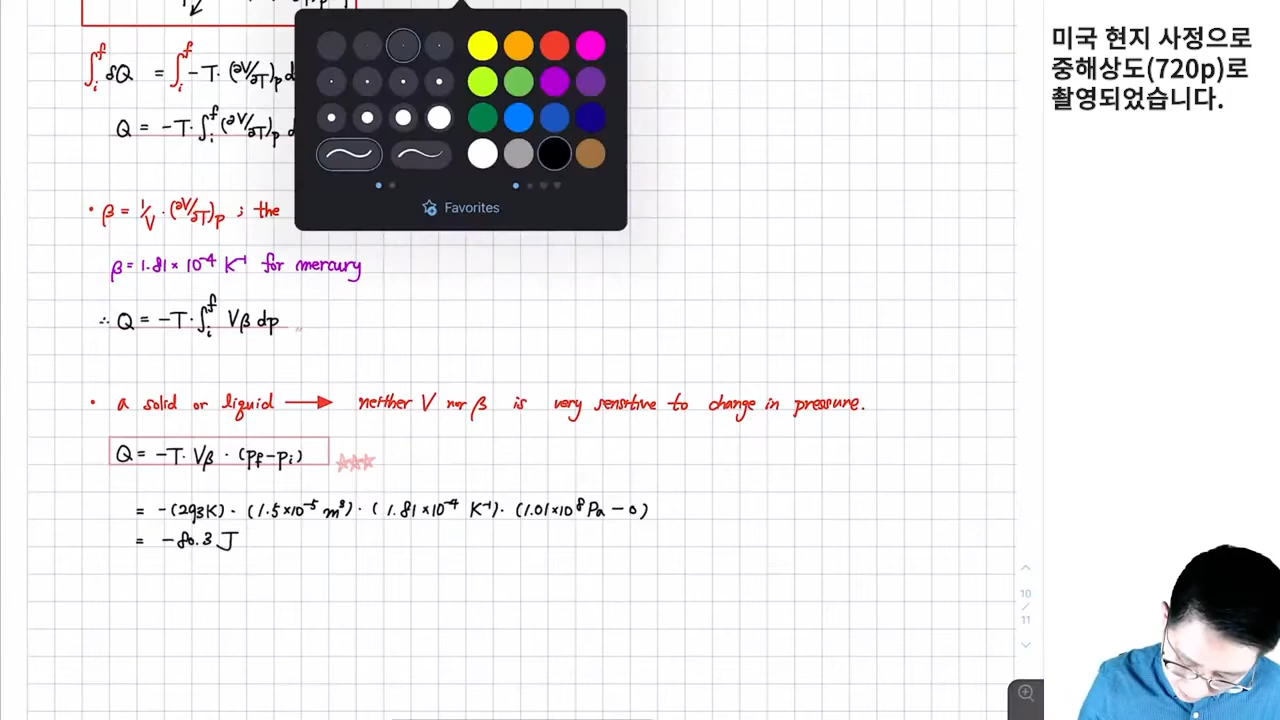 ∫ᵢᶠ δQ = ∫ᵢᶠ -T · (∂V/∂T)p
Q = -T · ∫ᵢᶠ (∂V/∂T)p
· β = 1/V · (∂V/∂T)p ; the
β = 1.81 × 10⁻⁴ K⁻¹ for mercury
∴ Q = -T · ∫ᵢᶠ Vβ dp
· a solid or liquid → neither V nor β is very sensitive to change in pressure.
Q = -T · Vβ · (pf - pi) ☆☆☆
= -(293K) · (1.5 × 10⁻⁵ m³) · (1.81 × 10⁻⁴ K⁻¹) · (1.01 × 10⁸ Pa - 0)
= -80.3 J
Favorites
10
/
11
미국 현지 사정으로
중해상도(720p)로
촬영되었습니다.